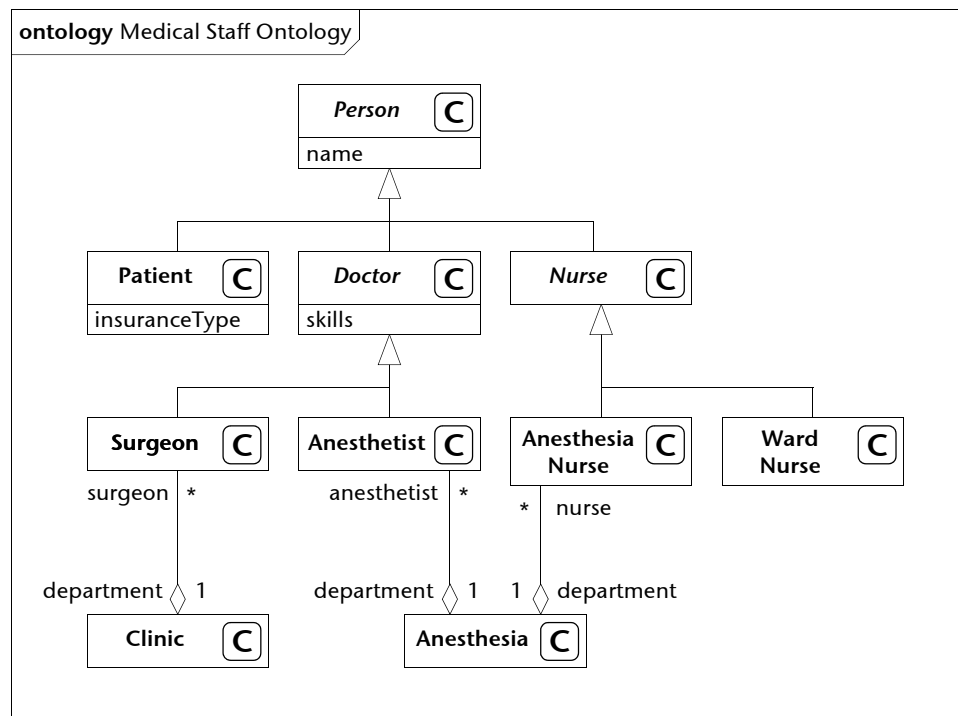 ontology Medical Staff Ontology
Person C
name
Patient C
insuranceType
Doctor C
skills
Nurse C
Surgeon C
Anesthetist C
Anesthesia
Nurse C
Ward
Nurse C
surgeon *
anesthetist *
* nurse
department 1
department 1
1 department
Clinic C
Anesthesia C